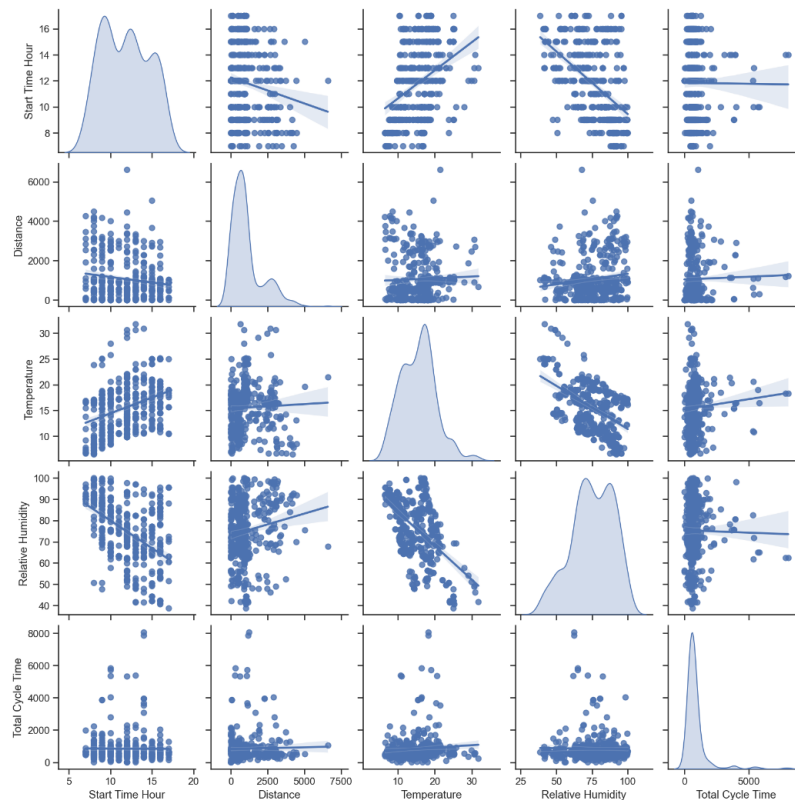 Start Time Hour
16
14
12
10
8
Distance
6000
4000
2000
0
Temperature
30
25
20
15
10
Relative Humidity
100
90
80
70
60
50
40
Total Cycle Time
8000
6000
4000
2000
0
5 10 15 20
Start Time Hour
0 2500 5000 7500
Distance
10 20 30
Temperature
25 50 75 100
Relative Humidity
0 5000
Total Cycle Time